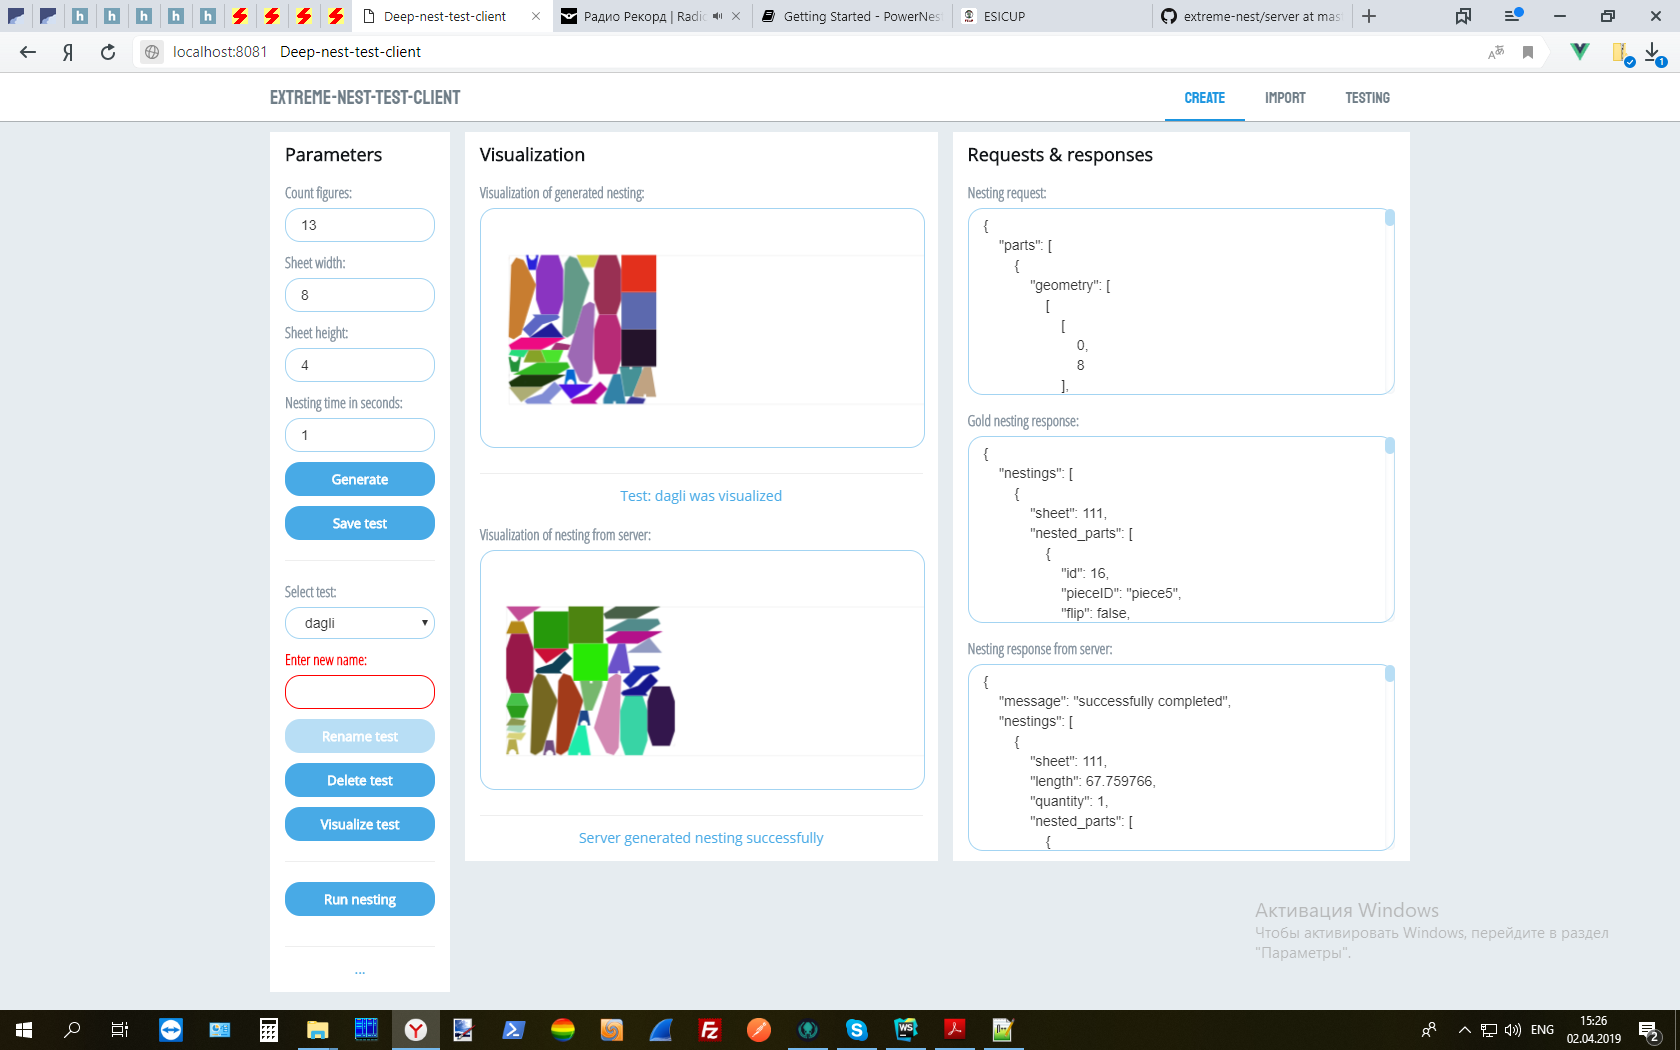 Deep-nest-test-client
Радио Рекорд | Radio
Getting Started - PowerNes
ESICUP
extreme-nest/server at mas
localhost:8081 Deep-nest-test-client
EXTREME-NEST-TEST-CLIENT
CREATE
IMPORT
TESTING
Parameters
Count figures:
13
Sheet width:
8
Sheet height:
4
Nesting time in seconds:
1
Generate
Save test
Select test:
dagli
Enter new name:
Rename test
Delete test
Visualize test
Run nesting
...
Visualization
Visualization of generated nesting:
Test: dagli was visualized
Visualization of nesting from server:
Server generated nesting successfully
Requests & responses
Nesting request:
{
"parts": [
{
"geometry": [
[
[
0,
8
],
Gold nesting response:
{
"nestings": [
{
"sheet": 111,
"nested_parts": [
{
"id": 16,
"pieceID": "piece5",
"flip": false,
Nesting response from server:
{
"message": "successfully completed",
"nestings": [
{
"sheet": 111,
"length": 67.759766,
"quantity": 1,
"nested_parts": [
{
Активация Windows
Чтобы активировать Windows, перейдите в раздел
"Параметры".
ENG
15:26
02.04.2019
2